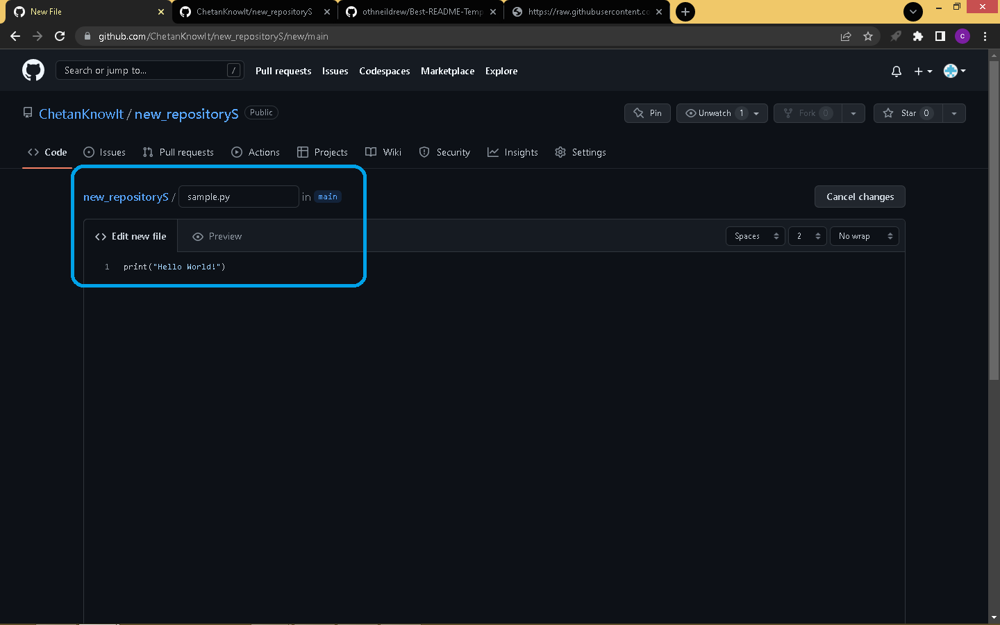 New File
ChetanKnowIt/new_repositoryS
othneildrew/Best-README-Temp
https://raw.githubusercontent.co
github.com/ChetanKnowIt/new_repositoryS/new/main
c
Search or jump to... /
Pull requests Issues Codespaces Marketplace Explore
ChetanKnowIt / new_repositoryS Public
Pin Unwatch 1 Fork 0 Star 0
Code Issues Pull requests Actions Projects Wiki Security Insights Settings
new_repositoryS / sample.py in main
Cancel changes
Edit new file Preview
Spaces 2 No wrap
1 print("Hello World!")